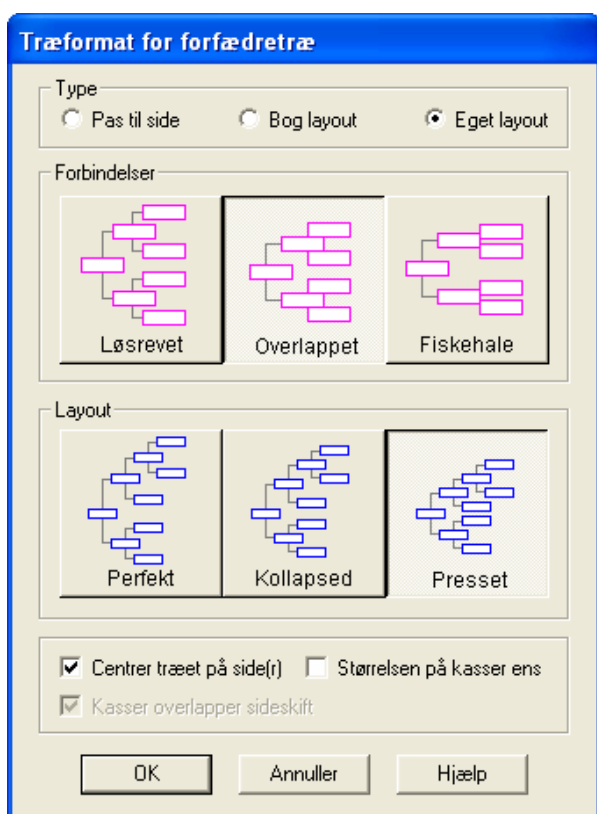 Træformat for forfædretræ
Type
Pas til side Bog layout Eget layout
Forbindelser
Løsrevet Overlappet Fiskehale
Layout
Perfekt Kollapsed Presset
Centrer træet på side(r) Størrelsen på kasser ens
Kasser overlapper sideskift
OK Annuller Hjælp